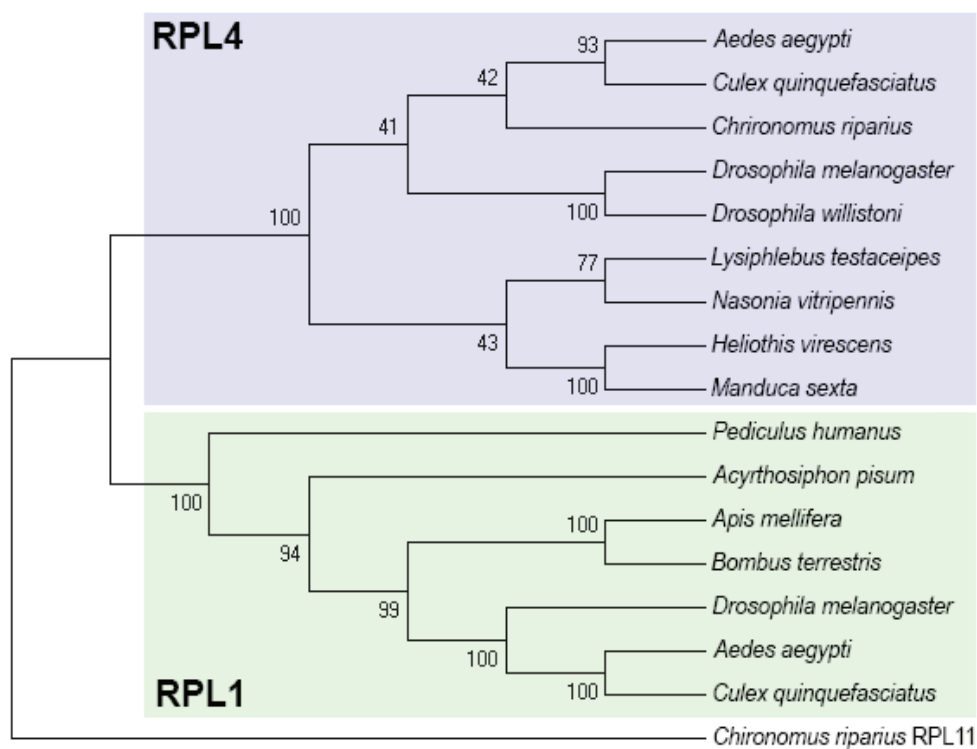 RPL4
93
Aedes aegypti
Culex quinquefasciatus
42
Chrironomus riparius
41
Drosophila melanogaster
100
Drosophila willistoni
100
Lysiphlebus testaceipes
77
Nasonia vitripennis
43
Heliothis virescens
100
Manduca sexta
Pediculus humanus
100
Acyrthosiphon pisum
94
Apis mellifera
100
Bombus terrestris
99
Drosophila melanogaster
100
Aedes aegypti
100
Culex quinquefasciatus
RPL1
Chironomus riparius RPL11